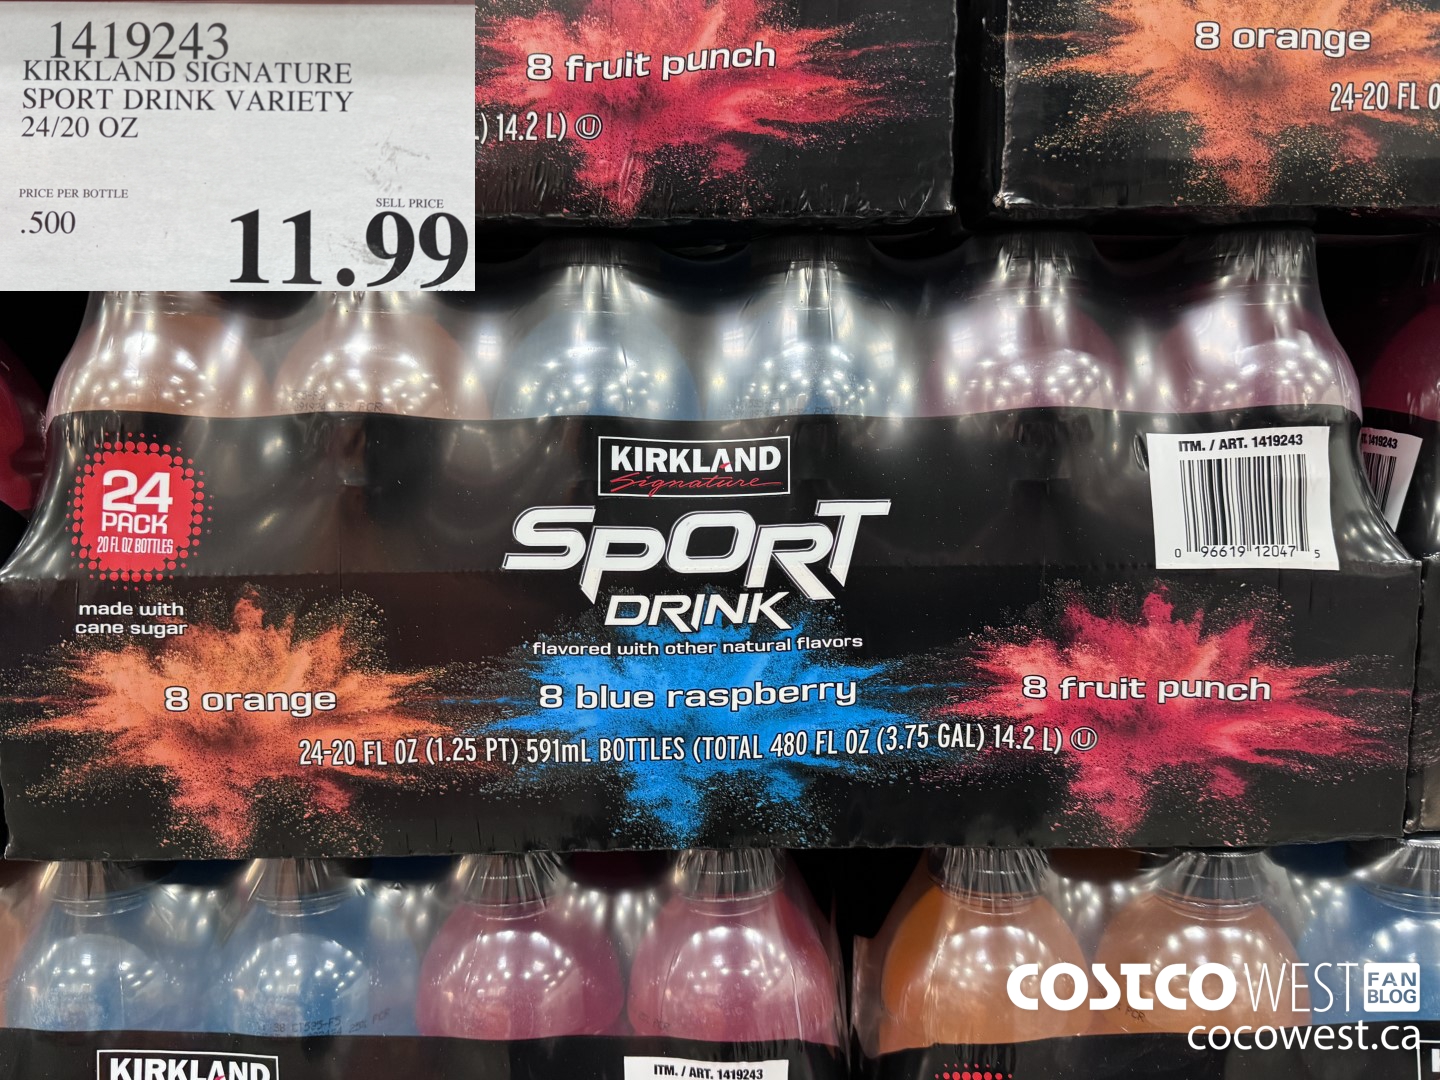 1419243
KIRKLAND SIGNATURE
SPORT DRINK VARIETY
24/20 OZ
PRICE PER BOTTLE
.500
SELL PRICE
11.99
8 fruit punch
) 14.2 L) Ⓤ
8 orange
24-20 FL O
24
PACK
20 FL OZ BOTTLES
made with
cane sugar
KIRKLAND
Signature
SPORT
DRINK
flavored with other natural flavors
ITM. / ART. 1419243
0 96619 12047 5
1419243
8 orange
8 blue raspberry
8 fruit punch
24-20 FL OZ (1.25 PT) 591mL BOTTLES (TOTAL 480 FL OZ (3.75 GAL) 14.2 L) Ⓤ
KIRKLAND
ITM. / ART. 1419243
COSTCO WEST FAN BLOG
cocowest.ca